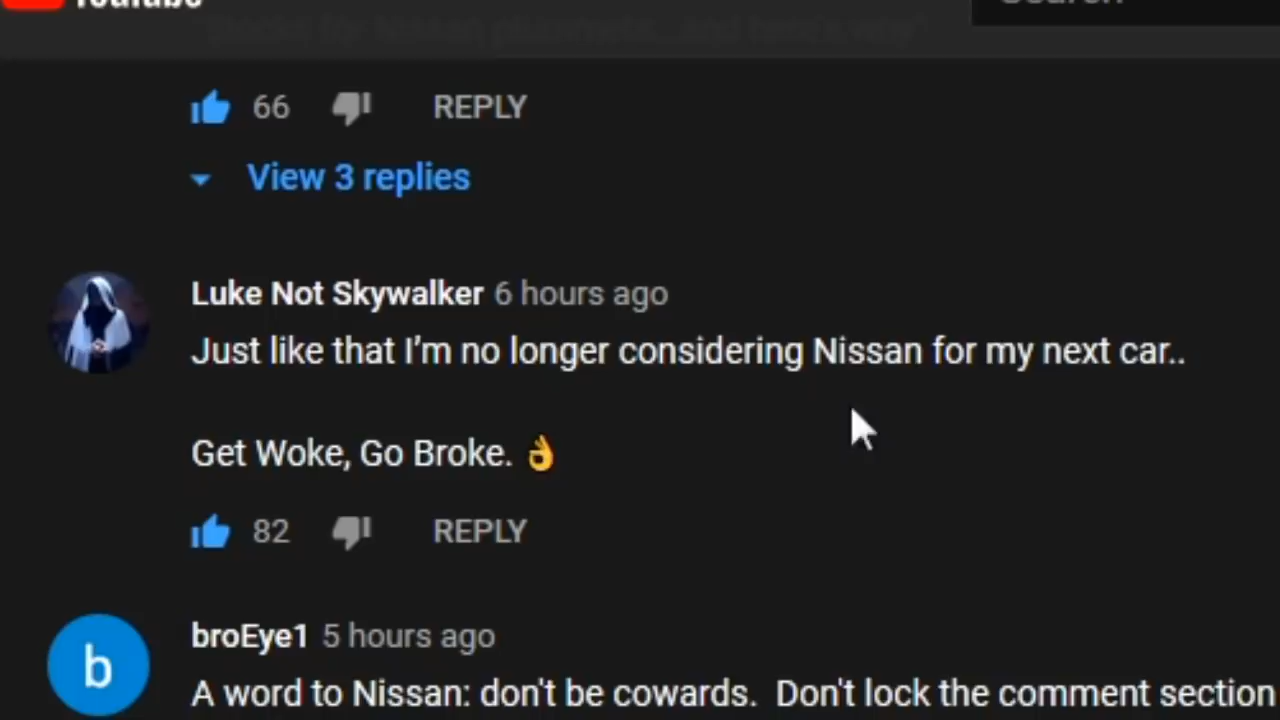 YouTube
Search
66
REPLY
View 3 replies
Luke Not Skywalker 6 hours ago
Just like that I'm no longer considering Nissan for my next car..
Get Woke, Go Broke. 👌
82
REPLY
b
broEye1 5 hours ago
A word to Nissan: don't be cowards. Don't lock the comment section